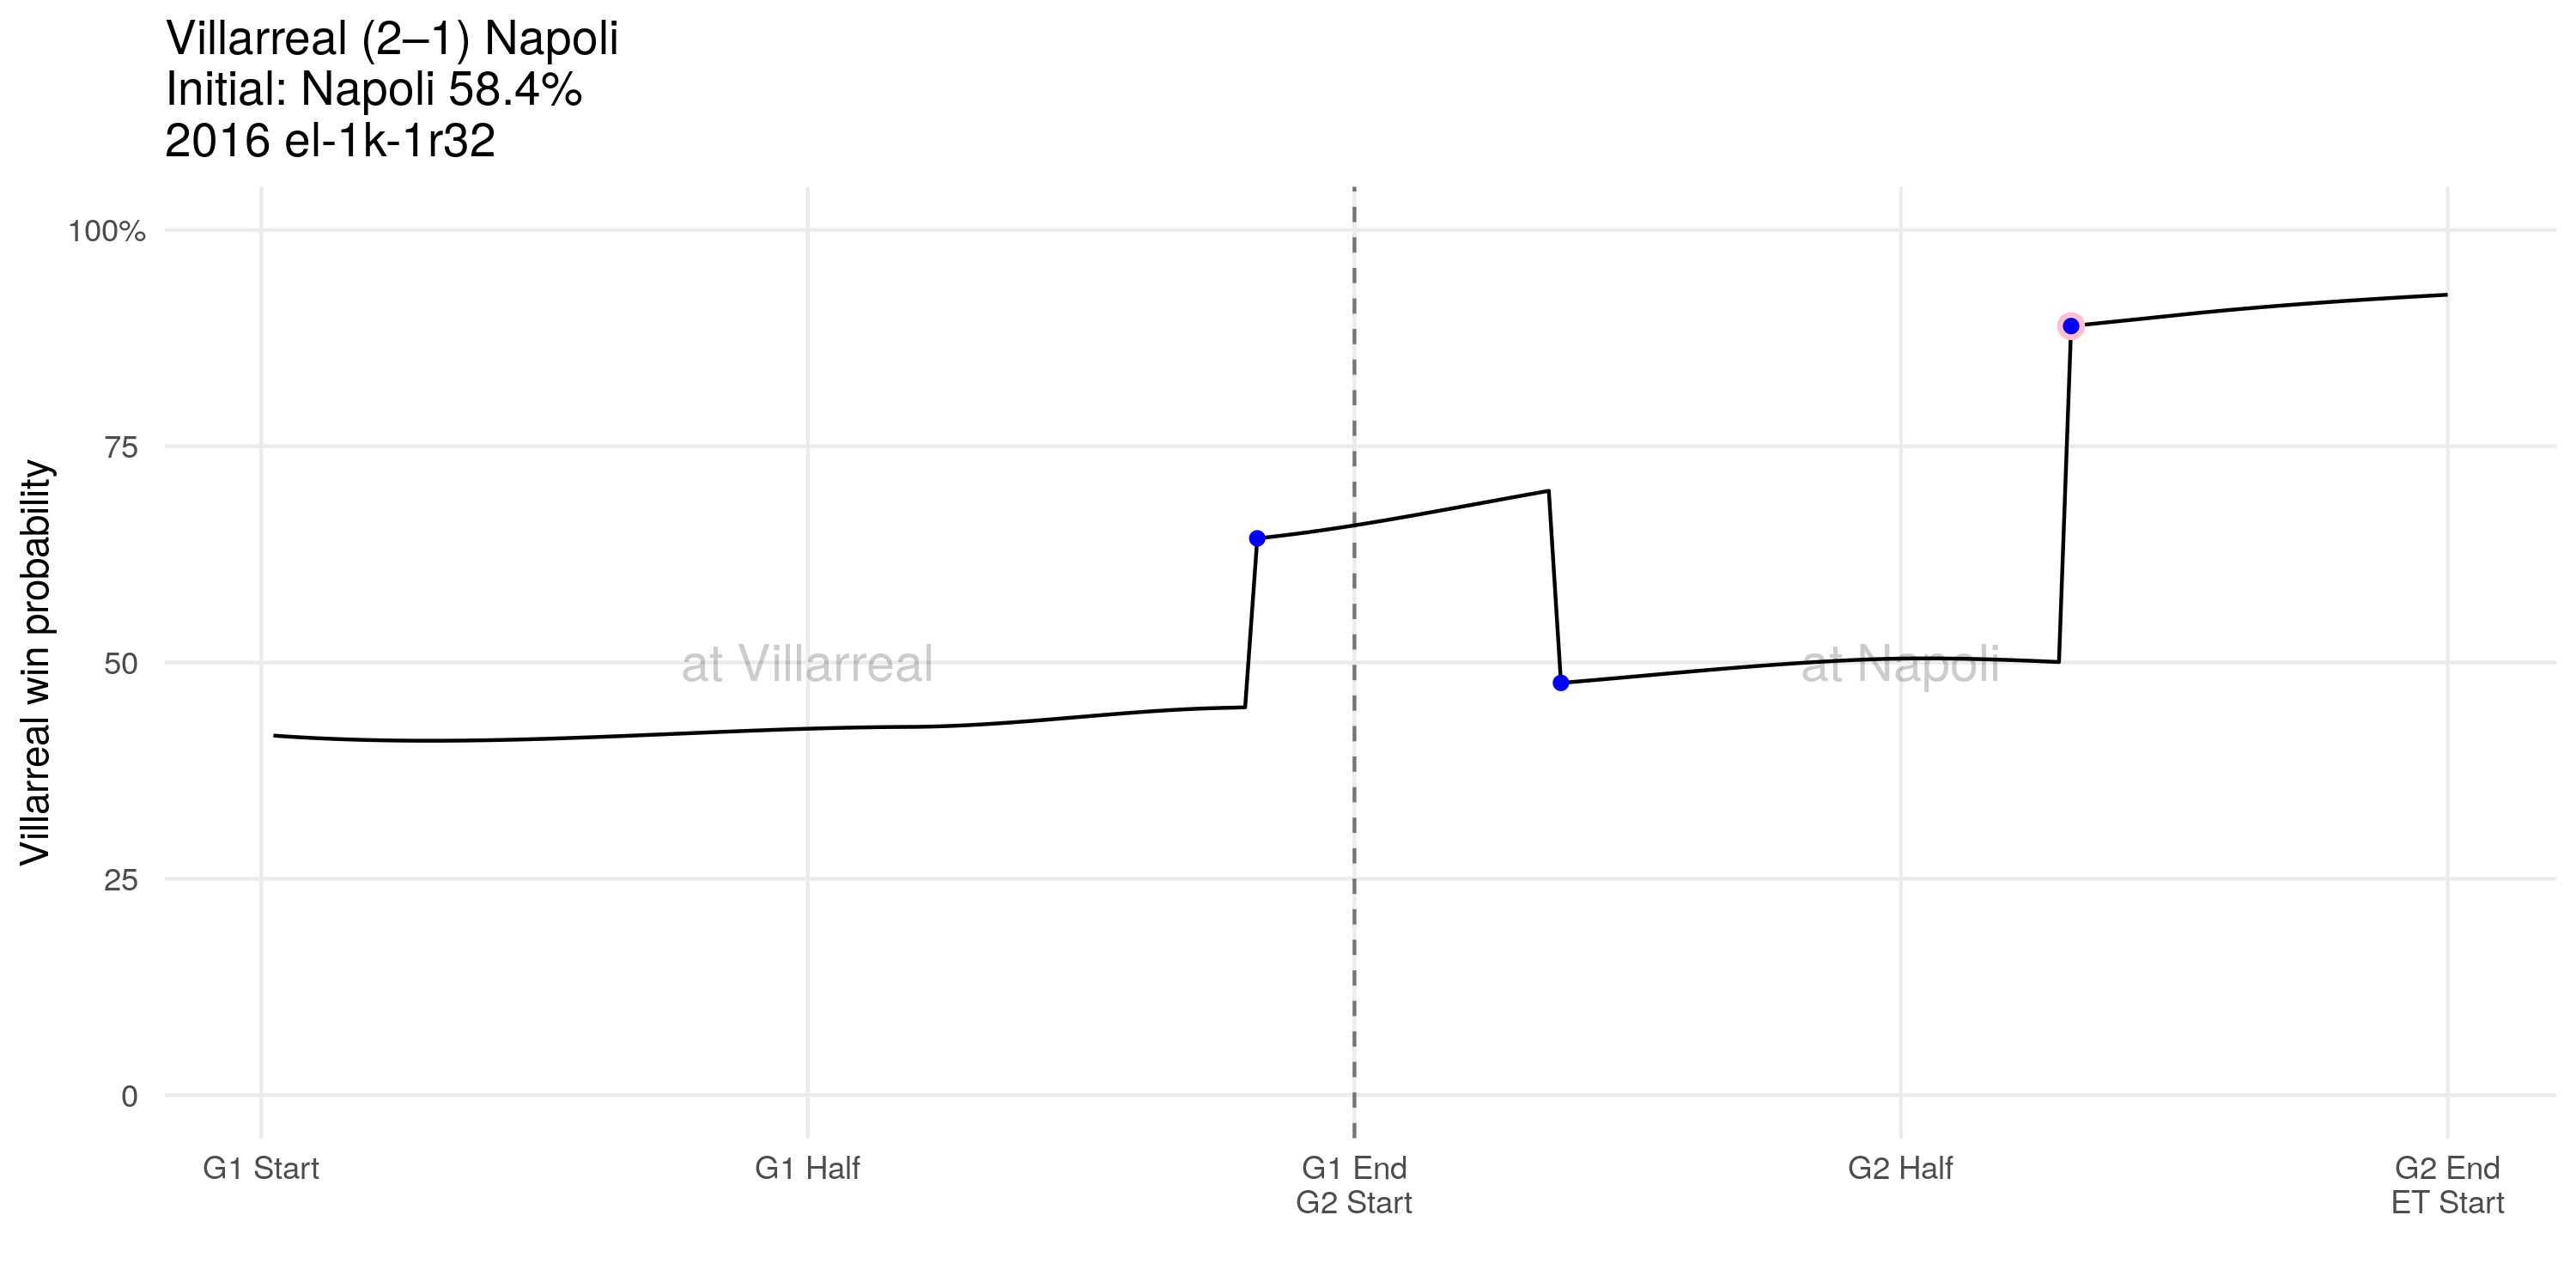 Villarreal (2–1) Napoli
Initial: Napoli 58.4%
2016 el-1k-1r32
Villarreal win probability
100%
75
50
25
0
at Villarreal
at Napoli
G1 Start
G1 Half
G1 End
G2 Start
G2 Half
G2 End
ET Start